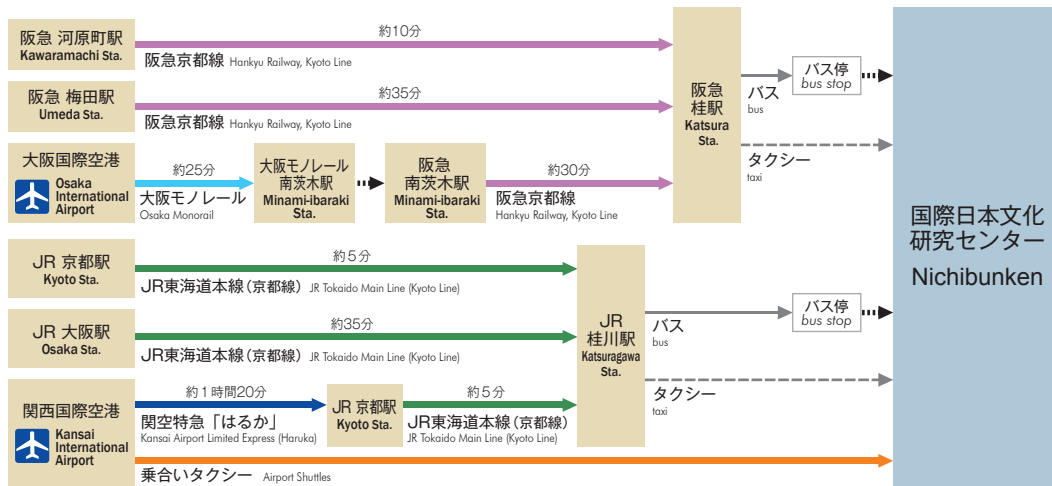 阪急 河原町駅
Kawaramachi Sta.
約10分
阪急京都線 Hankyu Railway, Kyoto Line
阪急 梅田駅
Umeda Sta.
約35分
阪急京都線 Hankyu Railway, Kyoto Line
大阪国際空港
Osaka
International
Airport
約25分
大阪モノレール
Osaka Monorail
大阪モノレール
南茨木駅
Minami-ibaraki
Sta.
阪急
南茨木駅
Minami-ibaraki
Sta.
約30分
阪急京都線
Hankyu Railway, Kyoto Line
阪急
桂駅
Katsura
Sta.
バス
bus
バス停
bus stop
タクシー
taxi
JR 京都駅
Kyoto Sta.
約5分
JR東海道本線(京都線) JR Tokaido Main Line (Kyoto Line)
JR 大阪駅
Osaka Sta.
約35分
JR東海道本線(京都線) JR Tokaido Main Line (Kyoto Line)
関西国際空港
Kansai
International
Airport
約1時間20分
関空特急「はるか」
Kansai Airport Limited Express (Haruka)
JR 京都駅
Kyoto Sta.
約5分
JR東海道本線(京都線)
JR Tokaido Main Line (Kyoto Line)
JR
桂川駅
Katsuragawa
Sta.
バス
bus
バス停
bus stop
タクシー
taxi
乗合いタクシー Airport Shuttles
国際日本文化
研究センター
Nichibunken